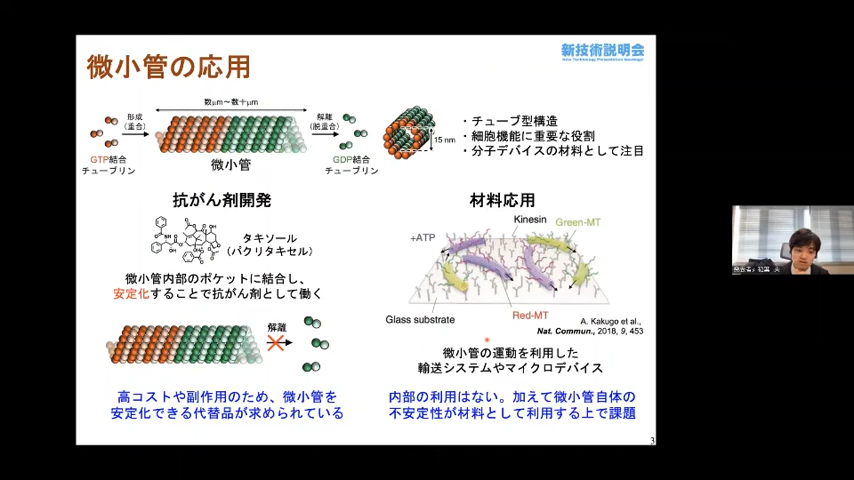 微小管の応用
新技術説明会
New Technology Presentation Meetings!
数μm~数十μm
形成
(重合)
解離
(脱重合)
GTP結合
チューブリン
微小管
GDP結合
チューブリン
15 nm
・チューブ型構造
・細胞機能に重要な役割
・分子デバイスの材料として注目
抗がん剤開発
タキソール
(パクリタキセル)
微小管内部のポケットに結合し、
安定化することで抗がん剤として働く
解離
高コストや副作用のため、微小管を
安定化できる代替品が求められている
材料応用
Kinesin
Green-MT
+ATP
Glass substrate
Red-MT
A. Kakugo et al.,
Nat. Commun., 2018, 9, 453
微小管の運動を利用した
輸送システムやマイクロデバイス
内部の利用はない。加えて微小管自体の
不安定性が材料として利用する上で課題
3